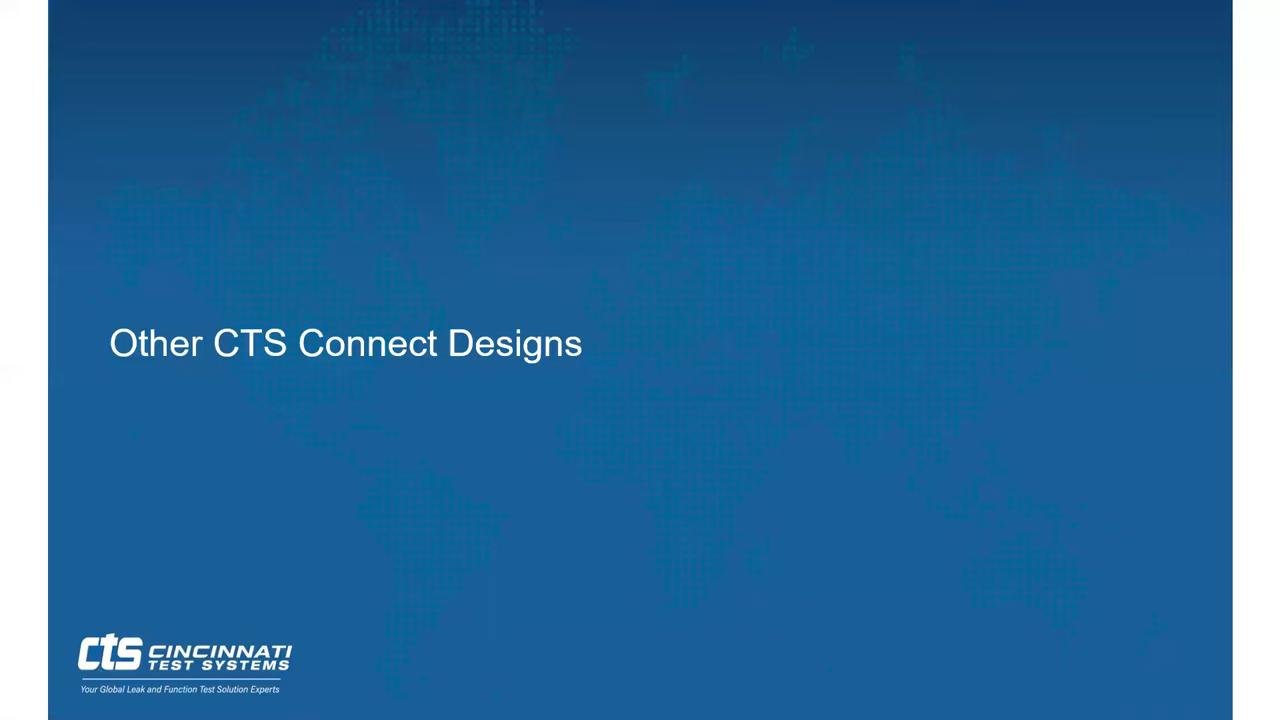 Other CTS Connect Designs
cts CINCINNATI
TEST SYSTEMS
Your Global Leak and Function Test Solution Experts